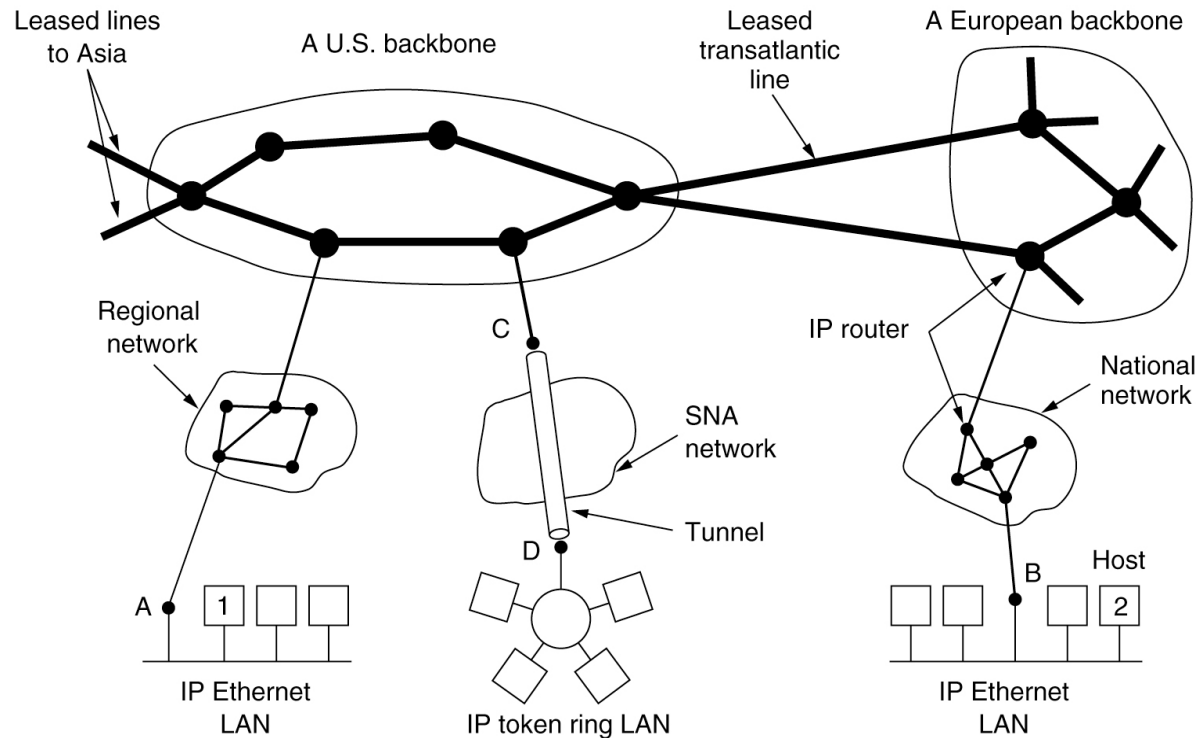 Leased lines
to Asia
A U.S. backbone
Leased
transatlantic
line
A European backbone
Regional
network
C
SNA
network
Tunnel
D
IP router
National
network
A
1
IP Ethernet
LAN
IP token ring LAN
B
Host
2
IP Ethernet
LAN